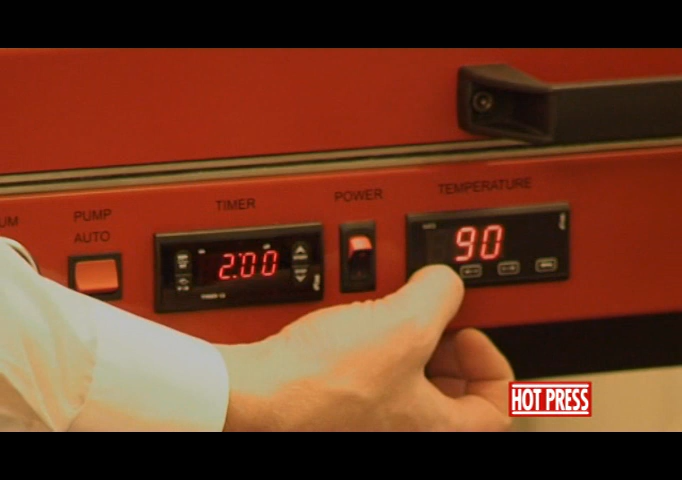 UM
PUMP
AUTO
TIMER
POWER
TEMPERATURE
2.00
90
HOT PRESS